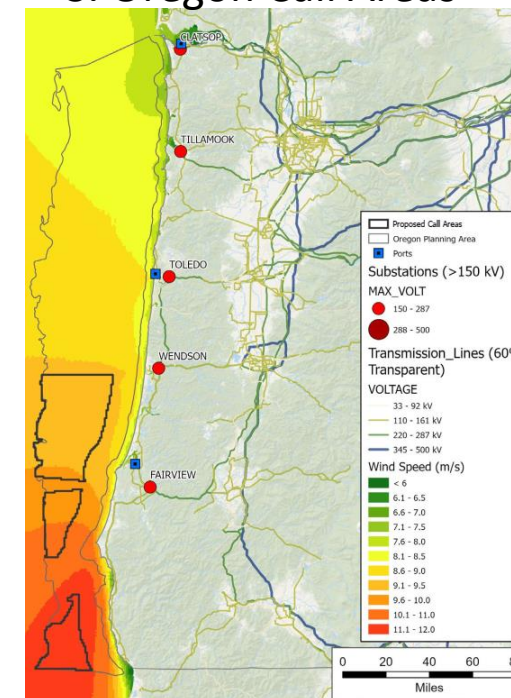 Oregon Call Areas
CLATSOP
TILLAMOOK
TOLEDO
WENDSON
FAIRVIEW
Proposed Call Areas
Oregon Planning Area
Ports
Substations (>150 kV)
MAX_VOLT
150 - 287
288 - 500
Transmission_Lines (60%
Transparent)
VOLTAGE
33 - 92 kV
110 - 161 kV
220 - 287 kV
345 - 500 kV
Wind Speed (m/s)
< 6
6.1 - 6.5
6.6 - 7.0
7.1 - 7.5
7.6 - 8.0
8.1 - 8.5
8.6 - 9.0
9.1 - 9.5
9.6 - 10.0
10.1 - 11.0
11.1 - 12.0
0 20 40 60
Miles